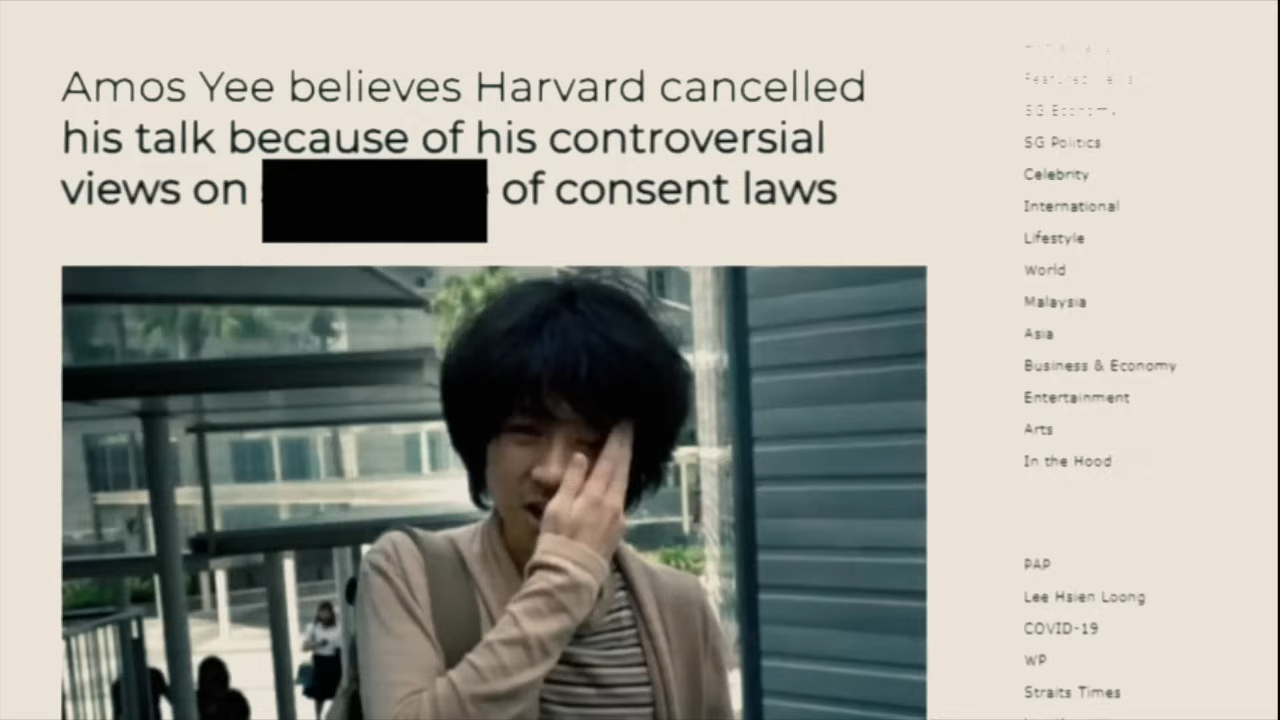 Amos Yee believes Harvard cancelled
his talk because of his controversial
views on of consent laws
SG Economy
SG Politics
Celebrity
International
Lifestyle
World
Malaysia
Asia
Business & Economy
Entertainment
Arts
In the Hood
PAP
Lee Hsien Loong
COVID-19
WP
Straits Times